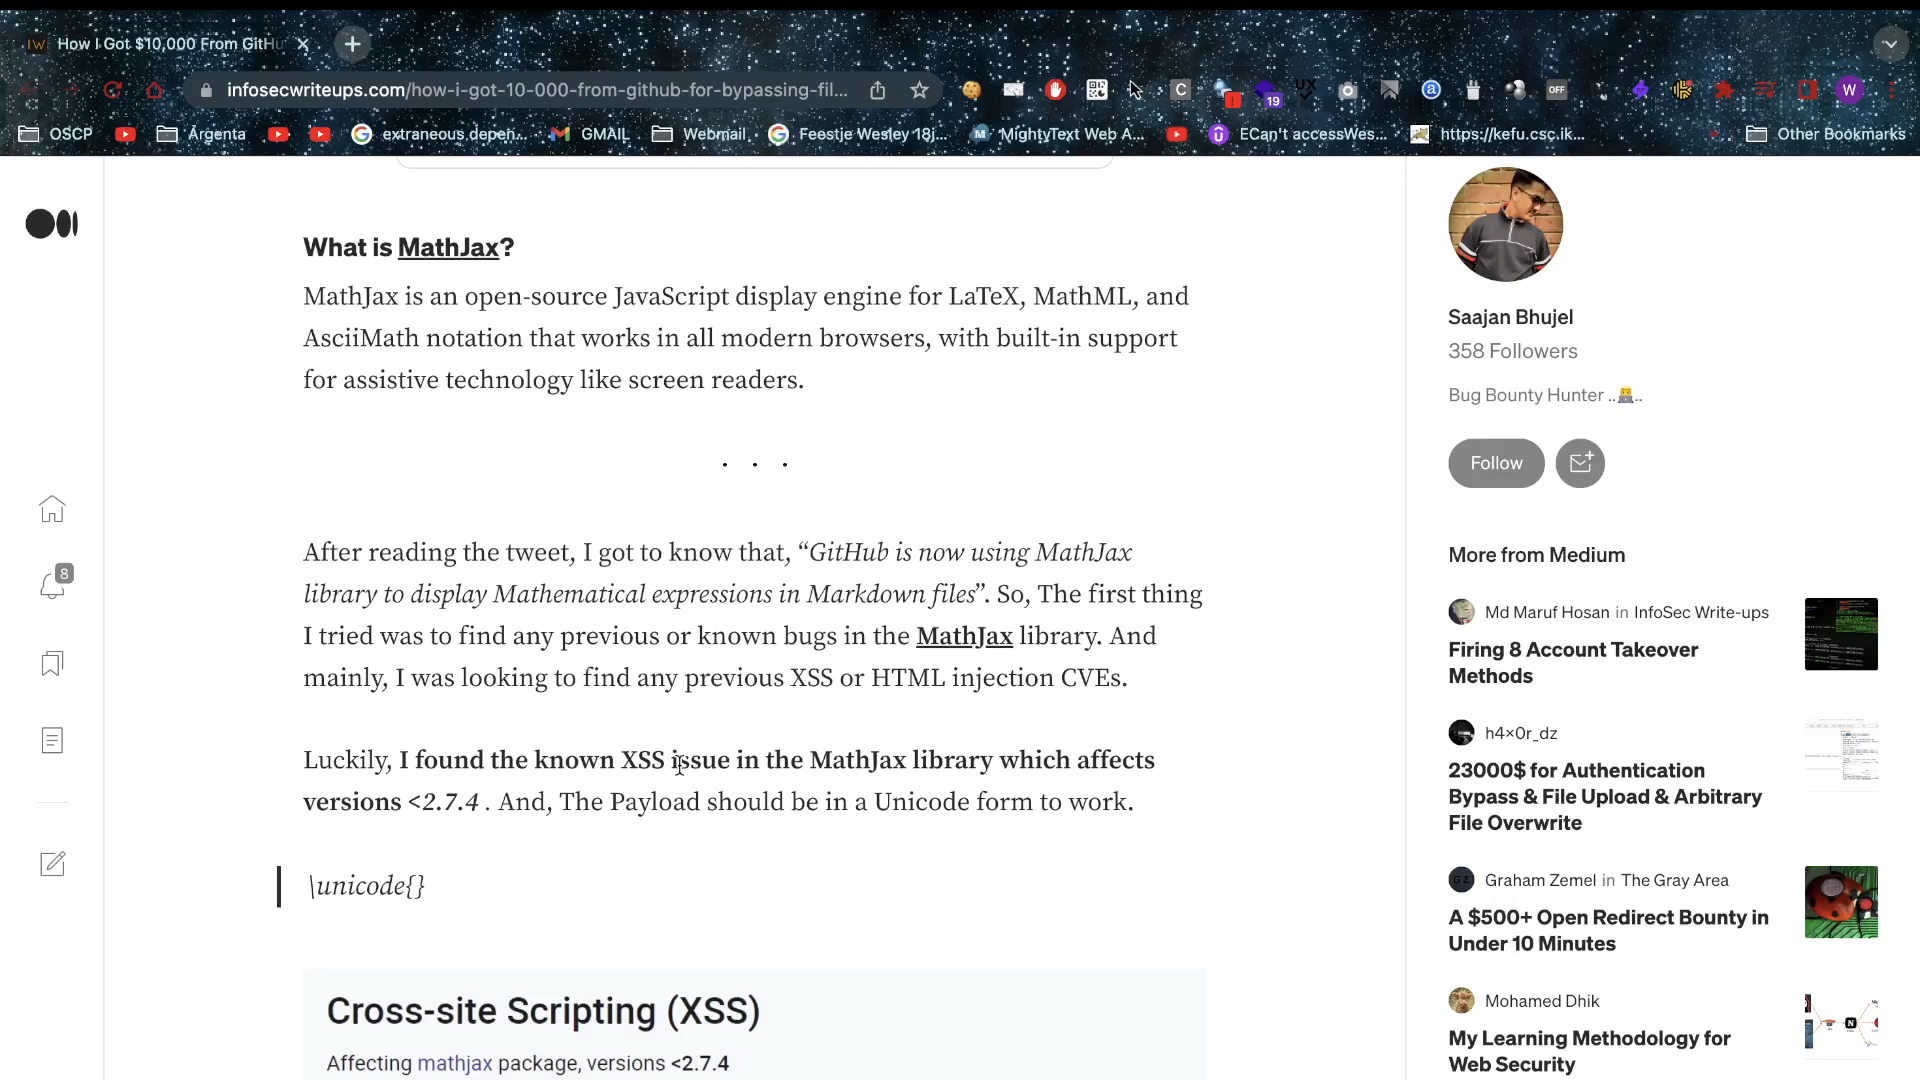 How I Got $10,000 From GitHu
infosecwriteups.com/how-i-got-10-000-from-github-for-bypassing-fil...
19
OFF
W
OSCP
Argenta
extraneous.depen...
GMAIL
Webmail
Feestje Wesley 18j...
MightyText Web A...
ECan't accessWes...
https://kefu.csc.ik...
Other Bookmarks
What is MathJax?
MathJax is an open-source JavaScript display engine for LaTeX, MathML, and
AsciiMath notation that works in all modern browsers, with built-in support
for assistive technology like screen readers.
. . .
After reading the tweet, I got to know that, “GitHub is now using MathJax
library to display Mathematical expressions in Markdown files”. So, The first thing
I tried was to find any previous or known bugs in the MathJax library. And
mainly, I was looking to find any previous XSS or HTML injection CVEs.
Luckily, I found the known XSS issue in the MathJax library which affects
versions <2.7.4 . And, The Payload should be in a Unicode form to work.
\unicode{}
Cross-site Scripting (XSS)
Affecting mathjax package, versions <2.7.4
8
Saajan Bhujel
358 Followers
Bug Bounty Hunter ..👨‍💻..
Follow
More from Medium
Md Maruf Hosan in InfoSec Write-ups
Firing 8 Account Takeover
Methods
h4x0r_dz
23000$ for Authentication
Bypass & File Upload & Arbitrary
File Overwrite
Graham Zemel in The Gray Area
A $500+ Open Redirect Bounty in
Under 10 Minutes
Mohamed Dhik
My Learning Methodology for
Web Security